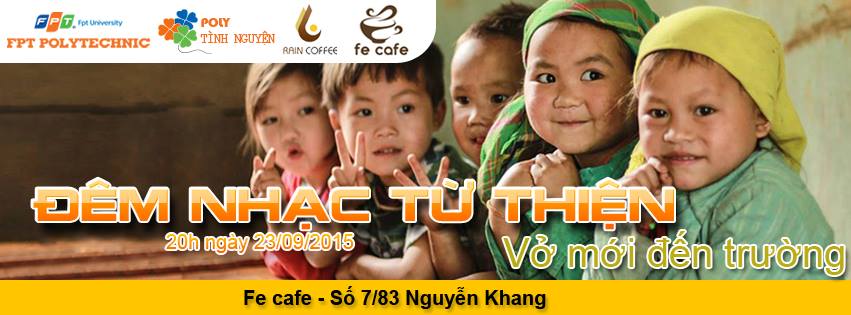 FPT Fpt University
FPT POLYTECHNIC
POLY
TÌNH NGUYỆN
RAIN COFFEE
fe cafe
ĐÊM NHẠC TỪ THIỆN
20h ngày 23/09/2015
Vở mới đến trường
Fe cafe - Số 7/83 Nguyễn Khang